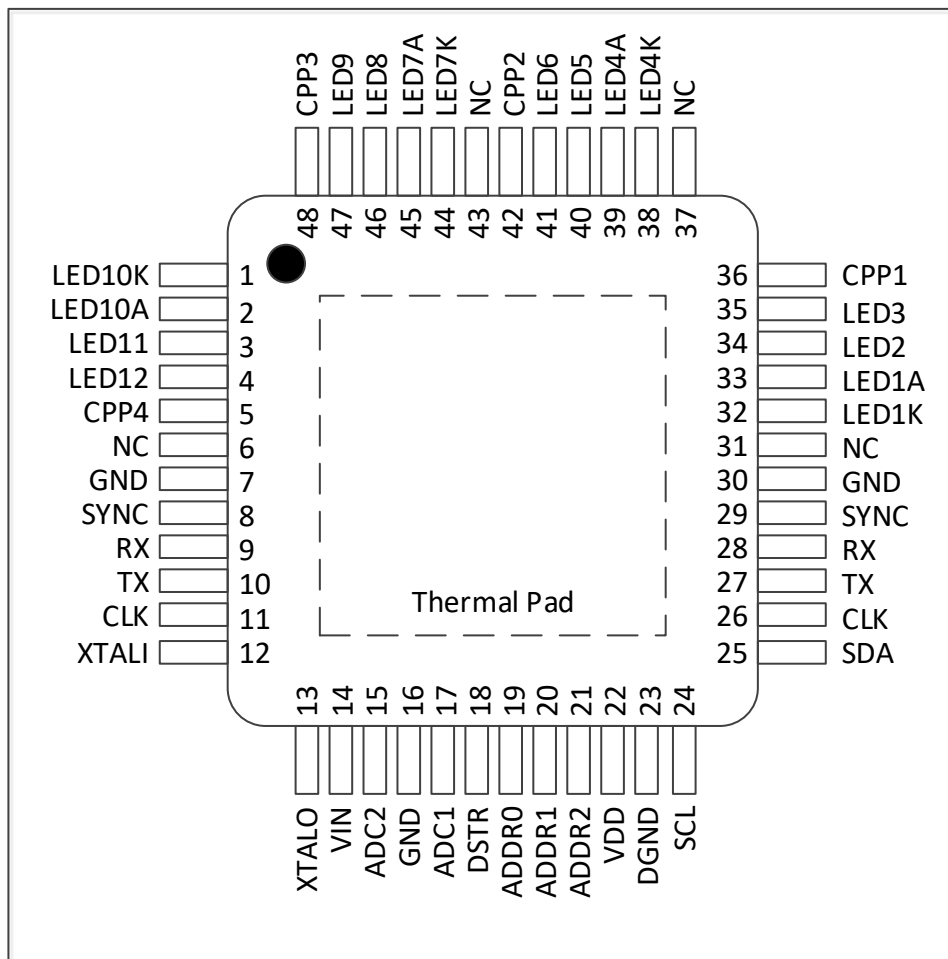 CPP3 LED9 LED8 LED7A LED7K NC CPP2 LED6 LED5 LED4A LED4K NC
48 47 46 45 44 43 42 41 40 39 38 37
LED10K 1 36 CPP1
LED10A 2 35 LED3
LED11 3 34 LED2
LED12 4 33 LED1A
CPP4 5 32 LED1K
NC 6 31 NC
GND 7 30 GND
SYNC 8 29 SYNC
RX 9 28 RX
TX 10 27 TX
CLK 11 Thermal Pad 26 CLK
XTALI 12 25 SDA
13 14 15 16 17 18 19 20 21 22 23 24
XTALO VIN ADC2 GND ADC1 DSTR ADDR0 ADDR1 ADDR2 VDD DGND SCL